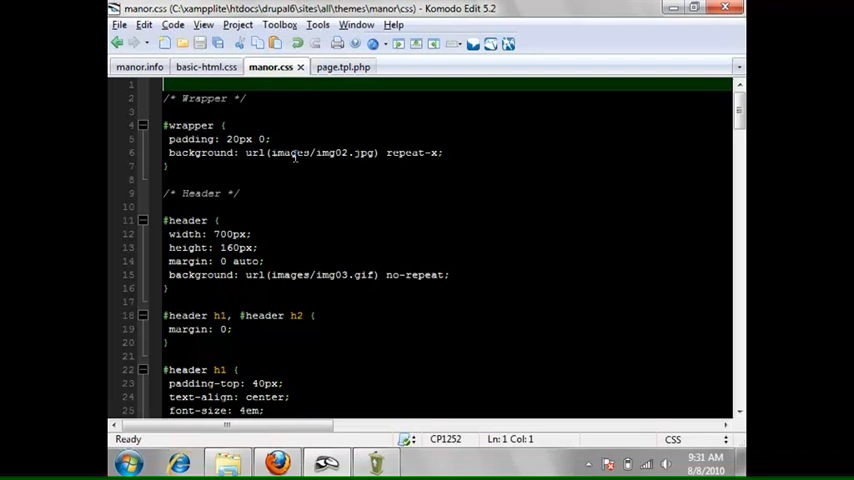 manor.css (C:\xampplite\htdocs\drupal6\sites\all\themes\manor\css) - Komodo Edit 5.2
File Edit Code View Project Toolbox Tools Window Help
manor.info basic-html.css manor.css × page.tpl.php
1
2 /* Wrapper */
3
4 #wrapper {
5 padding: 20px 0;
6 background: url(images/img02.jpg) repeat-x;
7 }
8
9 /* Header */
10
11 #header {
12 width: 700px;
13 height: 160px;
14 margin: 0 auto;
15 background: url(images/img03.gif) no-repeat;
16 }
17
18 #header h1, #header h2 {
19 margin: 0;
20 }
21
22 #header h1 {
23 padding-top: 40px;
24 text-align: center;
25 font-size: 4em;
Ready CP1252 Ln: 1 Col: 1 CSS
9:31 AM
8/8/2010